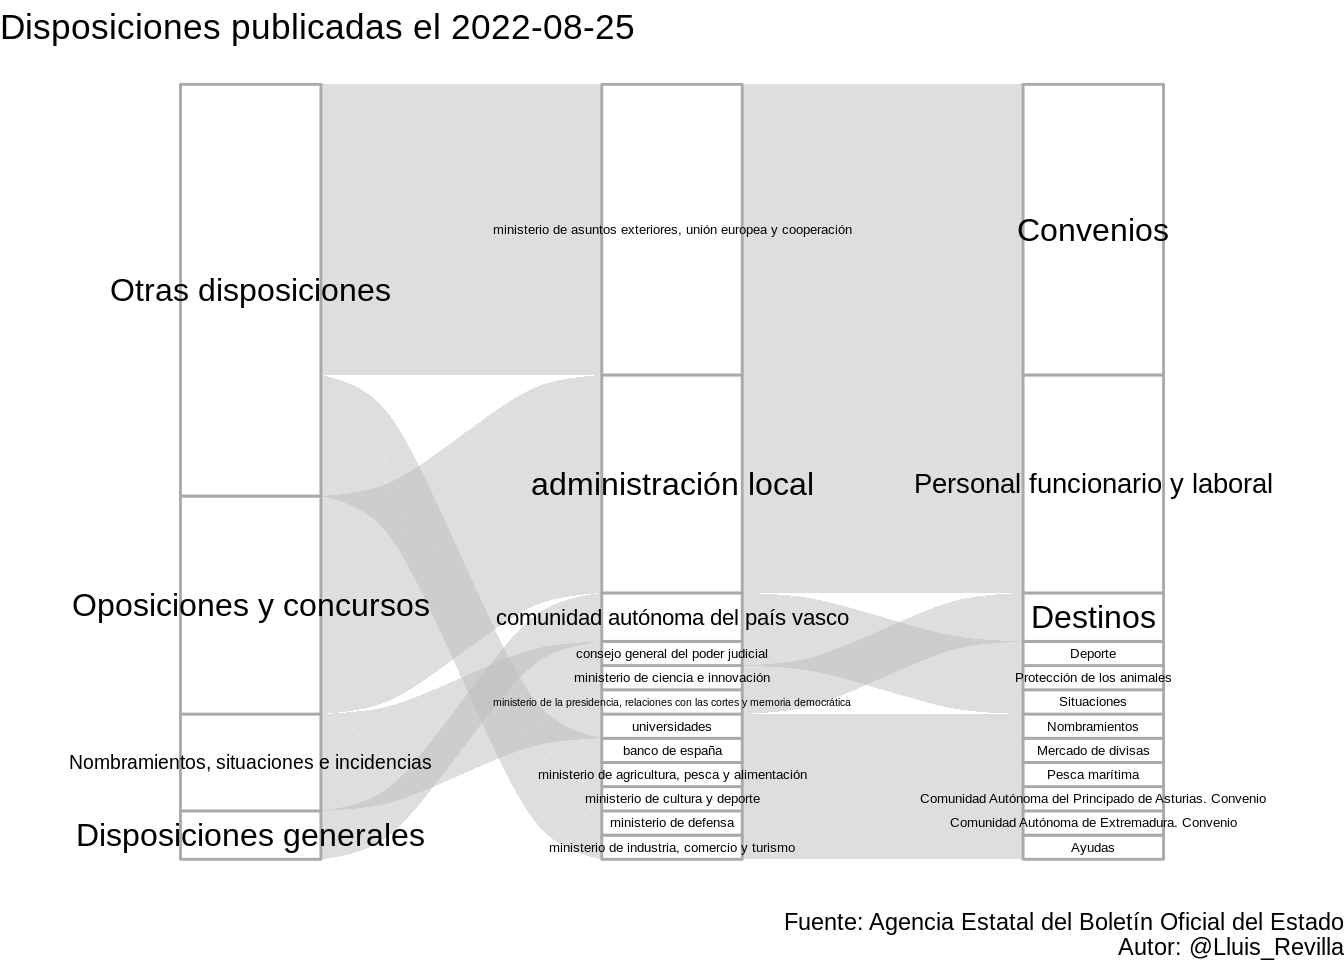 Disposiciones publicadas el 2022-08-25
Otras disposiciones
Oposiciones y concursos
Nombramientos, situaciones e incidencias
Disposiciones generales
ministerio de asuntos exteriores, unión europea y cooperación
administración local
comunidad autónoma del país vasco
consejo general del poder judicial
ministerio de ciencia e innovación
ministerio de la presidencia, relaciones con las cortes y memoria democrática
universidades
banco de españa
ministerio de agricultura, pesca y alimentación
ministerio de cultura y deporte
ministerio de defensa
ministerio de industria, comercio y turismo
Convenios
Personal funcionario y laboral
Destinos
Deporte
Protección de los animales
Situaciones
Nombramientos
Mercado de divisas
Pesca marítima
Comunidad Autónoma del Principado de Asturias. Convenio
Comunidad Autónoma de Extremadura. Convenio
Ayudas
Fuente: Agencia Estatal del Boletín Oficial del Estado
Autor: @Lluis_Revilla